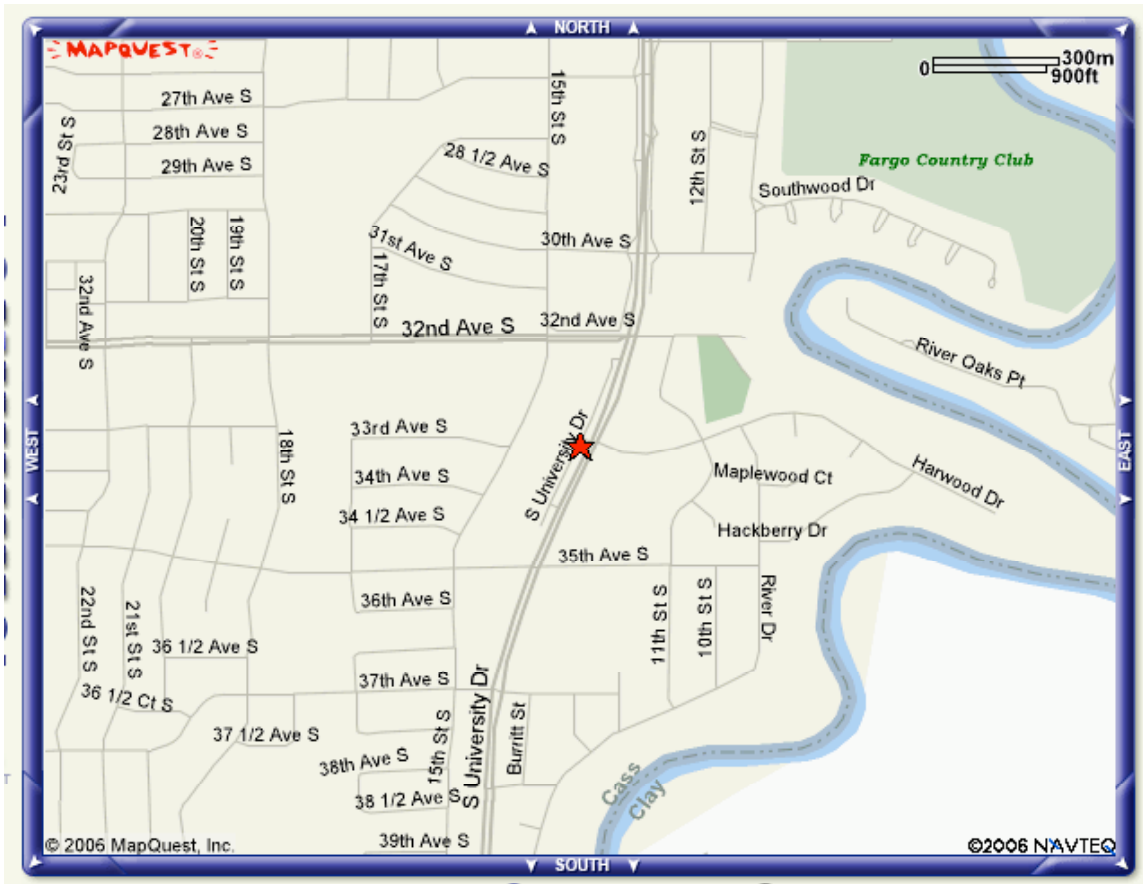 NORTH
MAPQUEST®
300m
0
900ft
27th Ave S
15th St S
23rd St S
28th Ave S
29th Ave S
28 1/2 Ave S
12th St S
Fargo Country Club
Southwood Dr
20th St S
19th St S
31st Ave S
30th Ave S
17th St S
32nd Ave S
32nd Ave S
32nd Ave S
River Oaks Pt
WEST
EAST
33rd Ave S
S University Dr
18th St S
34th Ave S
Maplewood Ct
Harwood Dr
34 1/2 Ave S
Hackberry Dr
35th Ave S
36th Ave S
22nd St S
21st St S
11th St S
10th St S
River Dr
36 1/2 Ave S
37th Ave S
36 1/2 Ct S
S University Dr
Burritt St
15th St S
37 1/2 Ave S
38th Ave S
38 1/2 Ave S
Cass
Clay
39th Ave S
© 2006 MapQuest, Inc.
©2006 NAVTEQ
SOUTH